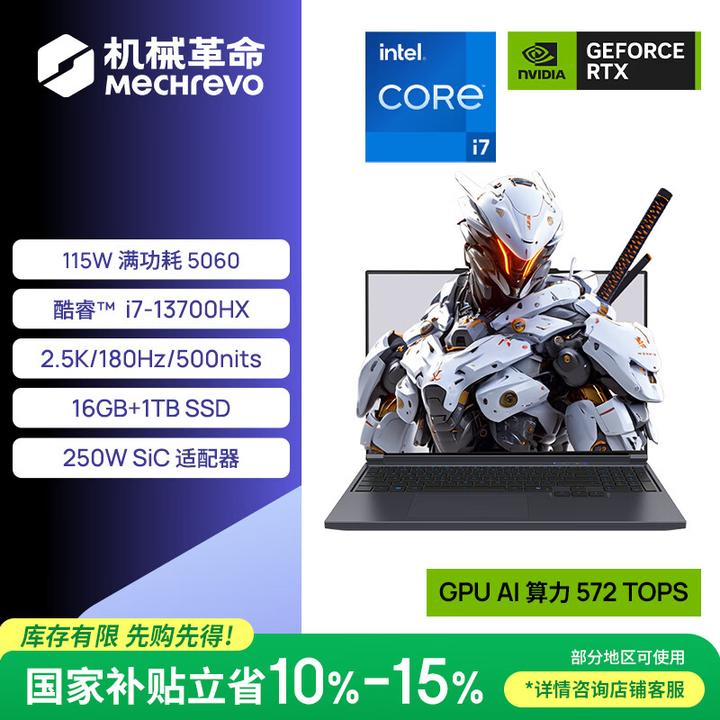 机械革命
MECHREVO
intel
CORE™
i7
NVIDIA
GEFORCE
RTX
115W 满功耗 5060
酷睿™ i7-13700HX
2.5K/180Hz/500nits
16GB+1TB SSD
250W SiC 适配器
GPU AI 算力 572 TOPS
库存有限 先购先得!
国家补贴立省10%-15%
部分地区可使用
*详情咨询店铺客服